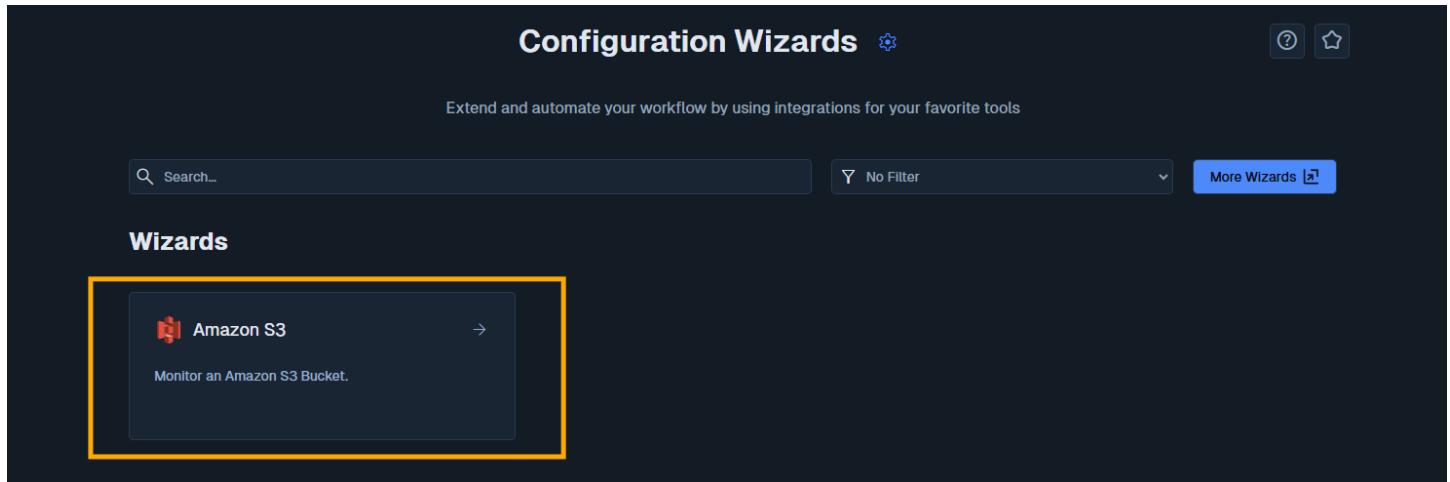 Configuration Wizards
Extend and automate your workflow by using integrations for your favorite tools
Search...
No Filter
More Wizards
Wizards
Amazon S3
Monitor an Amazon S3 Bucket.